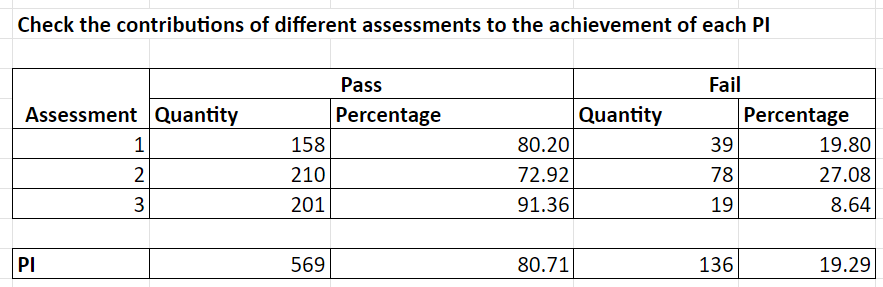 Check the contributions of different assessments to the achievement of each PI
Pass Fail
Assessment Quantity Percentage Quantity Percentage
1 158 80.20 39 19.80
2 210 72.92 78 27.08
3 201 91.36 19 8.64
PI 569 80.71 136 19.29